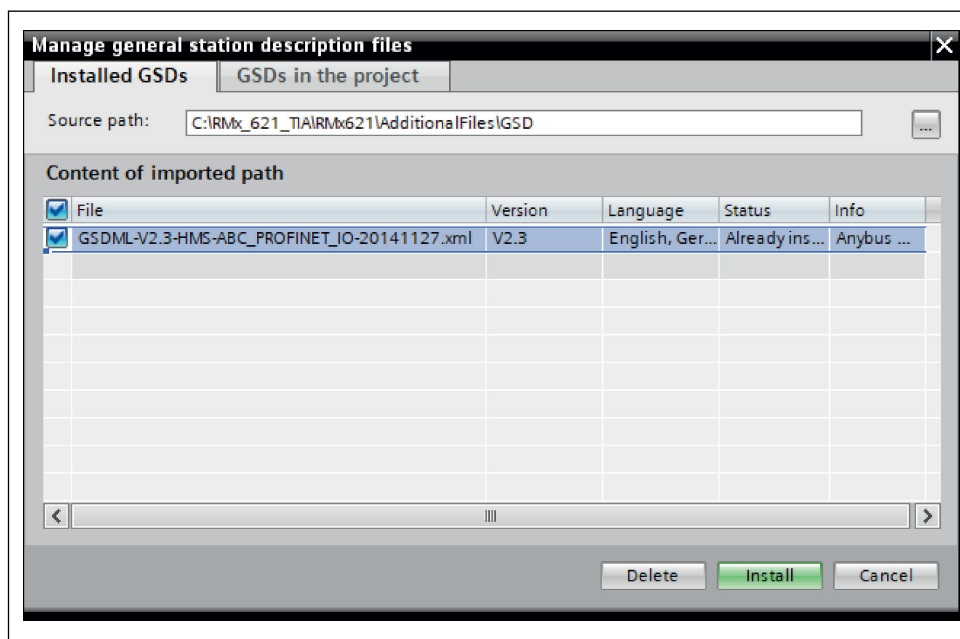 Manage general station description files
Installed GSDs GSDs in the project
Source path: C:\RMx_621_TIA\RMx621\AdditionalFiles\GSD ...
Content of imported path
File Version Language Status Info
GSDML-V2.3-HMS-ABC_PROFINET_IO-20141127.xml V2.3 English, Ger... Already ins... Anybus ...
Delete Install Cancel